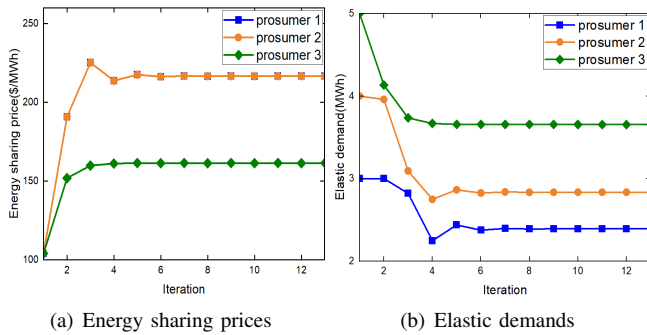 prosumer 1
prosumer 2
prosumer 3
250
200
150
100
2 4 6 8 10 12
Energy sharing price($/MWh)
Iteration
(a) Energy sharing prices
prosumer 1
prosumer 2
prosumer 3
5
4
3
2
2 4 6 8 10 12
Elastic demand(MWh)
Iteration
(b) Elastic demands